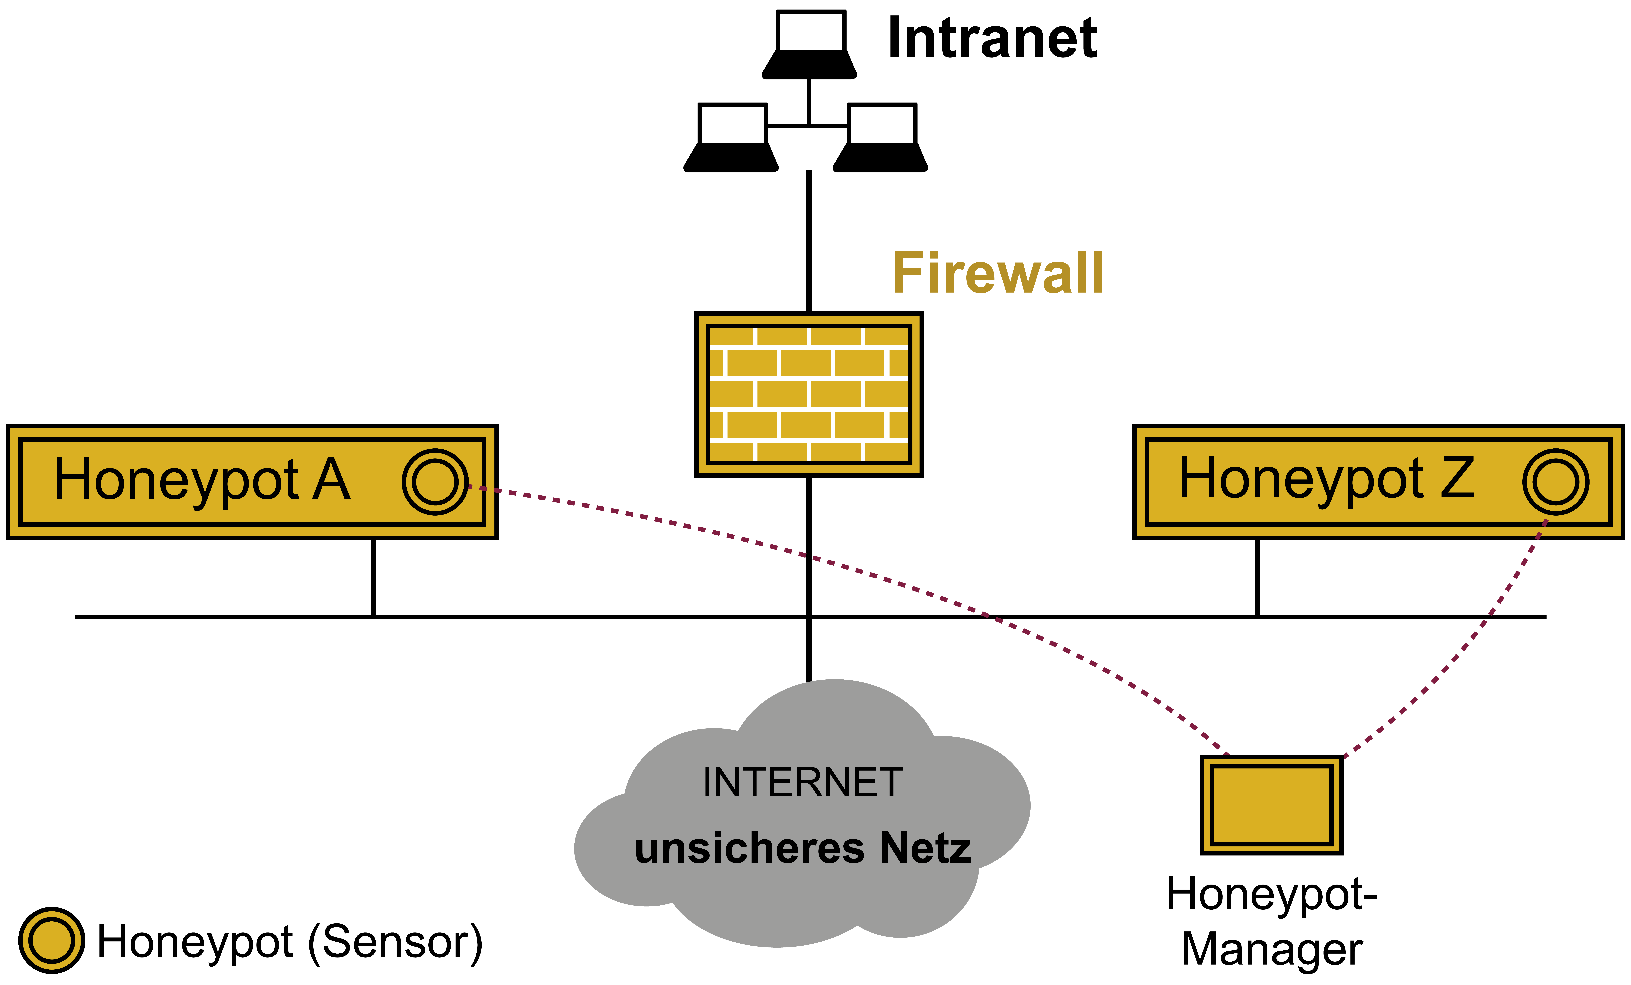 Intranet
Firewall
Honeypot A
Honeypot Z
INTERNET
unsicheres Netz
Honeypot-
Manager
Honeypot (Sensor)